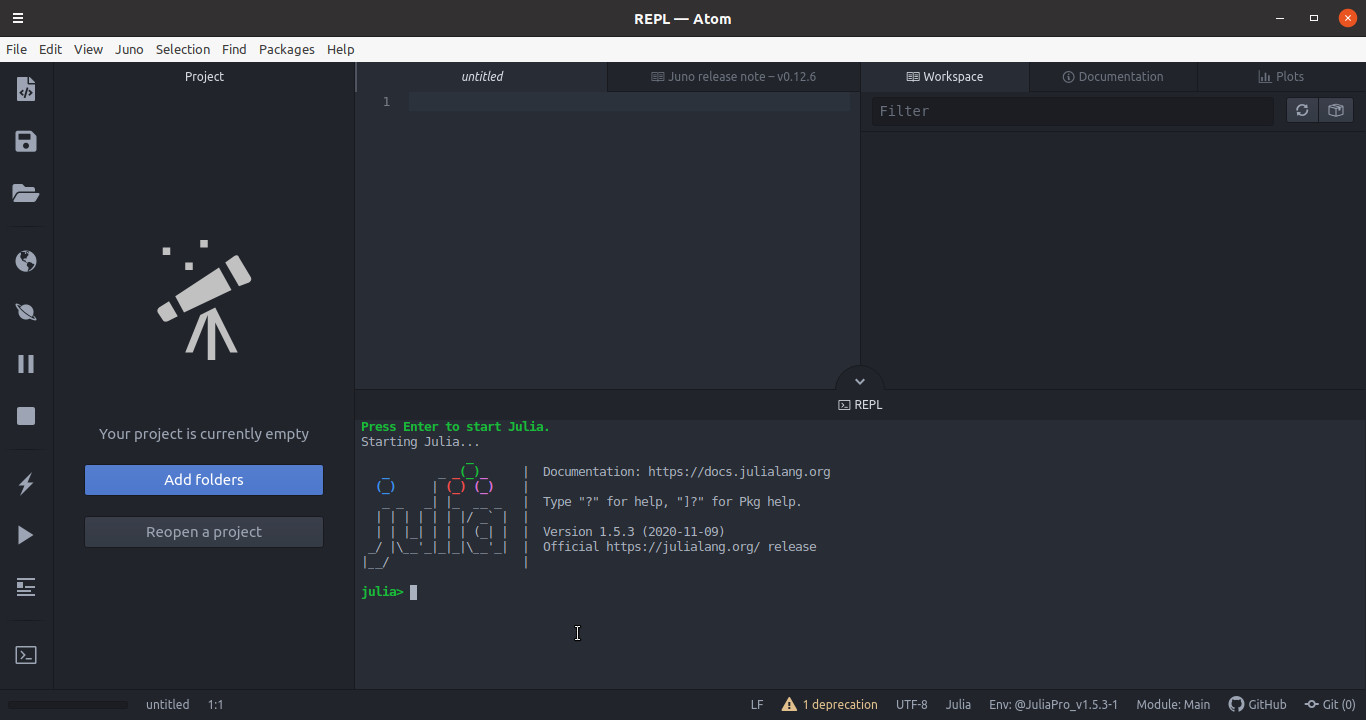 REPL — Atom
File Edit View Juno Selection Find Packages Help
Project
untitled
Juno release note – v0.12.6
Workspace
Documentation
Plots
1
Filter
Your project is currently empty
Add folders
Reopen a project
REPL
Press Enter to start Julia.
Starting Julia...
               _
   _       _ _(_)_     |  Documentation: https://docs.julialang.org
  (_)     | (_) (_)    |
   _ _   _| |_  __ _   |  Type "?" for help, "]?" for Pkg help.
  | | | | | | |/ _` |  |
  | | |_| | | | (_| |  |  Version 1.5.3 (2020-11-09)
 _/ |\__'_|_|_|\__'_|  |  Official https://julialang.org/ release
|__/                   |
julia>
untitled 1:1 LF 1 deprecation UTF-8 Julia Env: @JuliaPro_v1.5.3-1 Module: Main GitHub Git (0)